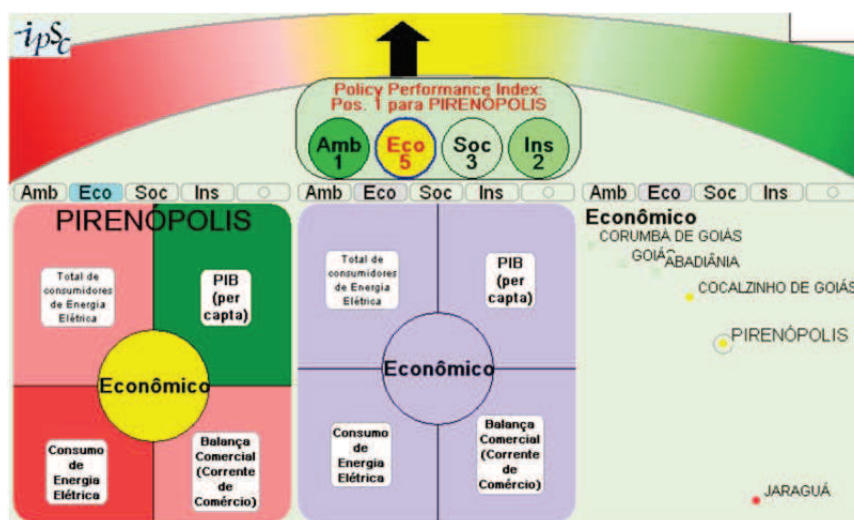 ipSc
Policy Performance Index:
Pos. 1 para PIRENÓPOLIS
Amb
1
Eco
5
Soc
3
Ins
2
Amb Eco Soc Ins
Amb Eco Soc Ins
Amb Eco Soc Ins
PIRENÓPOLIS
Total de
consumidores
de Energia
Elétrica
PIB
(per
capta)
Econômico
Consumo
de
Energia
Elétrica
Balança
Comercial
(Corrente
de
Comércio)
Total de
consumidores
de Energia
Elétrica
PIB
(per
capta)
Econômico
Consumo
de
Energia
Elétrica
Balança
Comercial
(Corrente
de
Comércio)
Econômico
CORUMBÁ DE GOIÁS
GOIÁS
ABADIÂNIA
COCALZINHO DE GOIÁS
PIRENÓPOLIS
JARAGUÁ